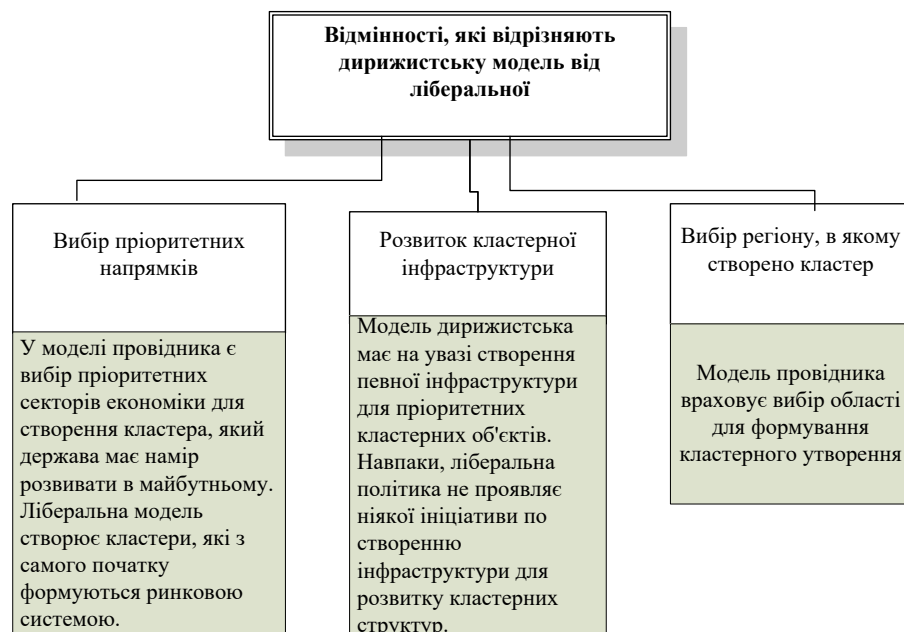 Відмінності, які відрізняють
дирижистську модель від
ліберальної
Вибір пріоритетних
напрямків
У моделі провідника є
вибір пріоритетних
секторів економіки для
створення кластера, який
держава має намір
розвивати в майбутньому.
Ліберальна модель
створює кластери, які з
самого початку
формуються ринковою
системою.
Розвиток кластерної
інфраструктури
Модель дирижистська
має на увазі створення
певної інфраструктури
для пріоритетних
кластерних об'єктів.
Навпаки, ліберальна
політика не проявляє
ніякої ініціативи по
створенню
інфраструктури для
розвитку кластерних
структур.
Вибір регіону, в якому
створено кластер
Модель провідника
враховує вибір області
для формування
кластерного утворення